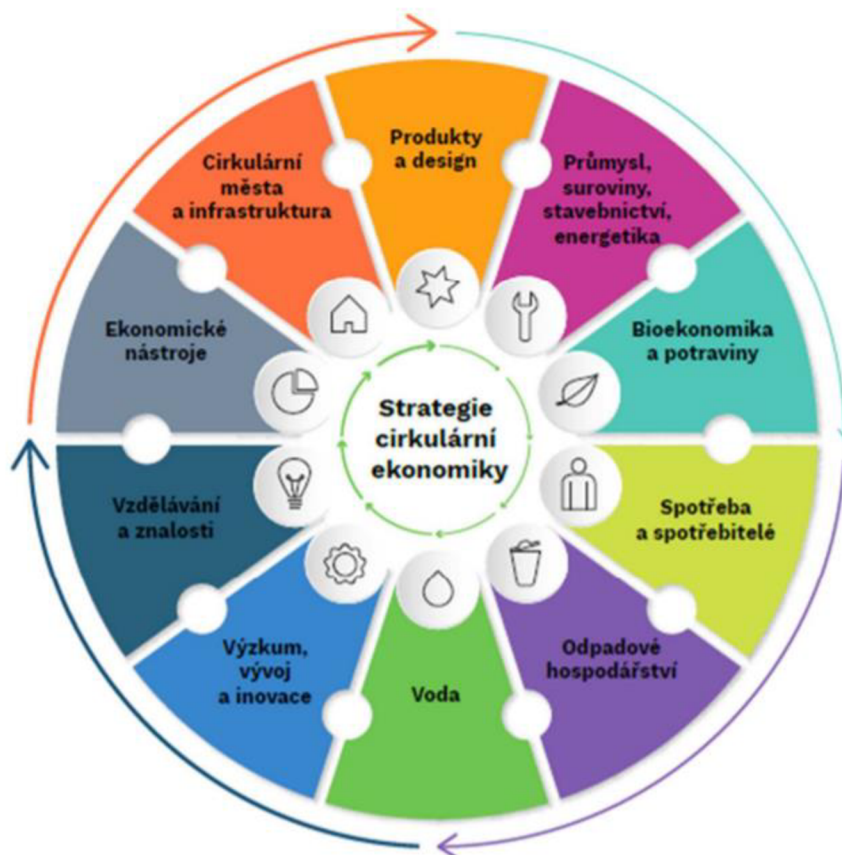 Produkty
a design
Průmysl,
suroviny,
stavebnictví,
energetika
Bioekonomika
a potraviny
Spotřeba
a spotřebitelé
Odpadové
hospodářství
Voda
Výzkum,
vývoj
a inovace
Vzdělávání
a znalosti
Ekonomické
nástroje
Cirkulární
města
a infrastruktura
Strategie
cirkulární
ekonomiky